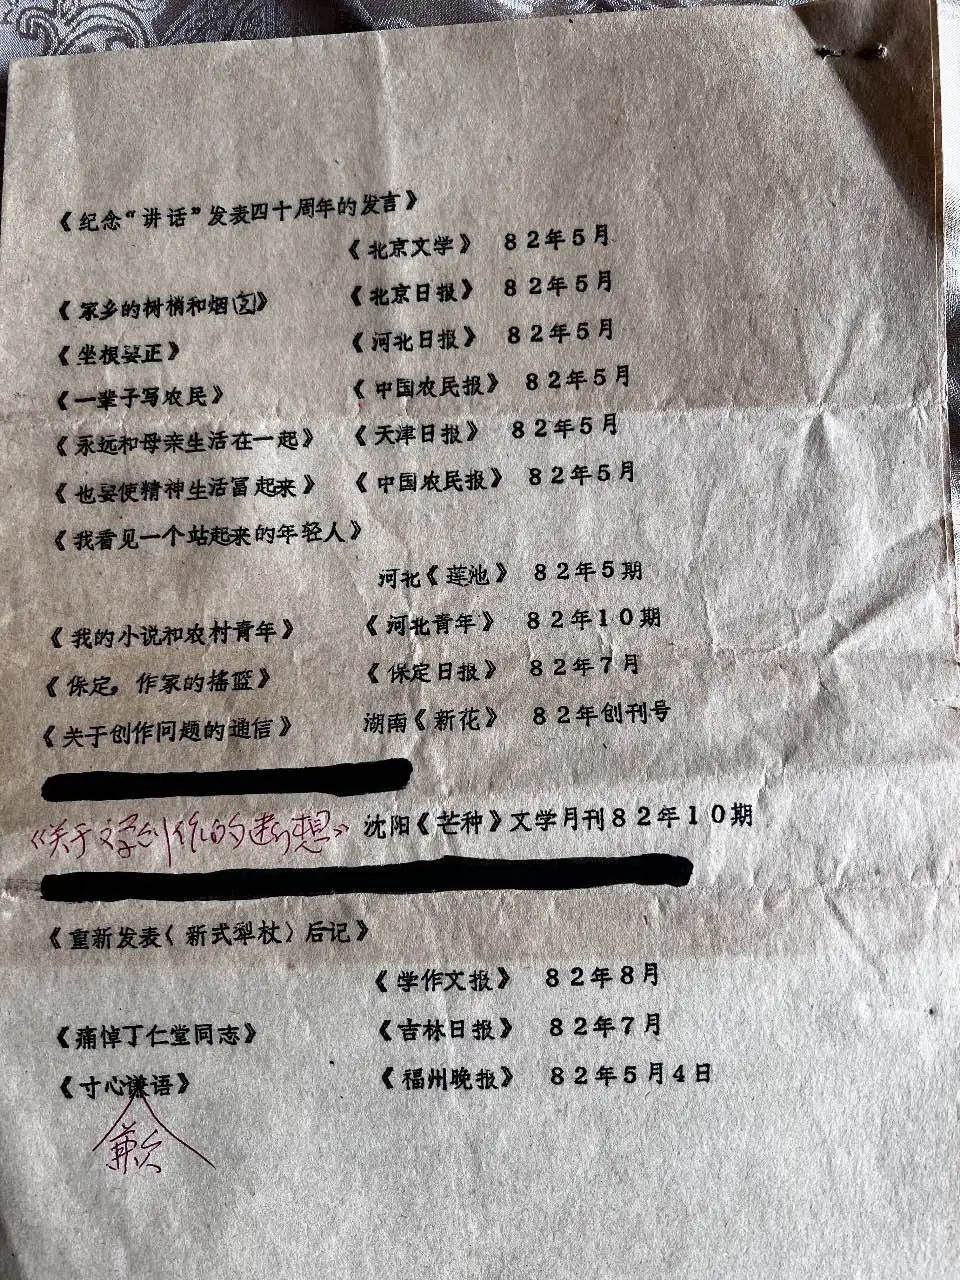 《纪念“讲话”发表四十周年的发言》
《北京文学》 82年5月
《家乡的树梢和烟囱》 《北京日报》 82年5月
《坐根要正》 《河北日报》 82年5月
《一辈子写农民》 《中国农民报》 82年5月
《永远和母亲生活在一起》 《天津日报》 82年5月
《也要使精神生活富起来》 《中国农民报》 82年5月
《我看见一个站起来的年轻人》
河北《莲池》 82年5期
《我的小说和农村青年》 《河北青年》 82年10期
《保定,作家的摇篮》 《保定日报》 82年7月
《关于创作问题的通信》 湖南《新花》 82年创刊号
《关于文学创作的断想》 沈阳《芒种》文学月刊82年10期
《重新发表〈新式犁杖〉后记》
《学作文报》 82年8月
《痛悼丁仁堂同志》 《吉林日报》 82年7月
《寸心谦语》 《福州晚报》 82年5月4日
歉